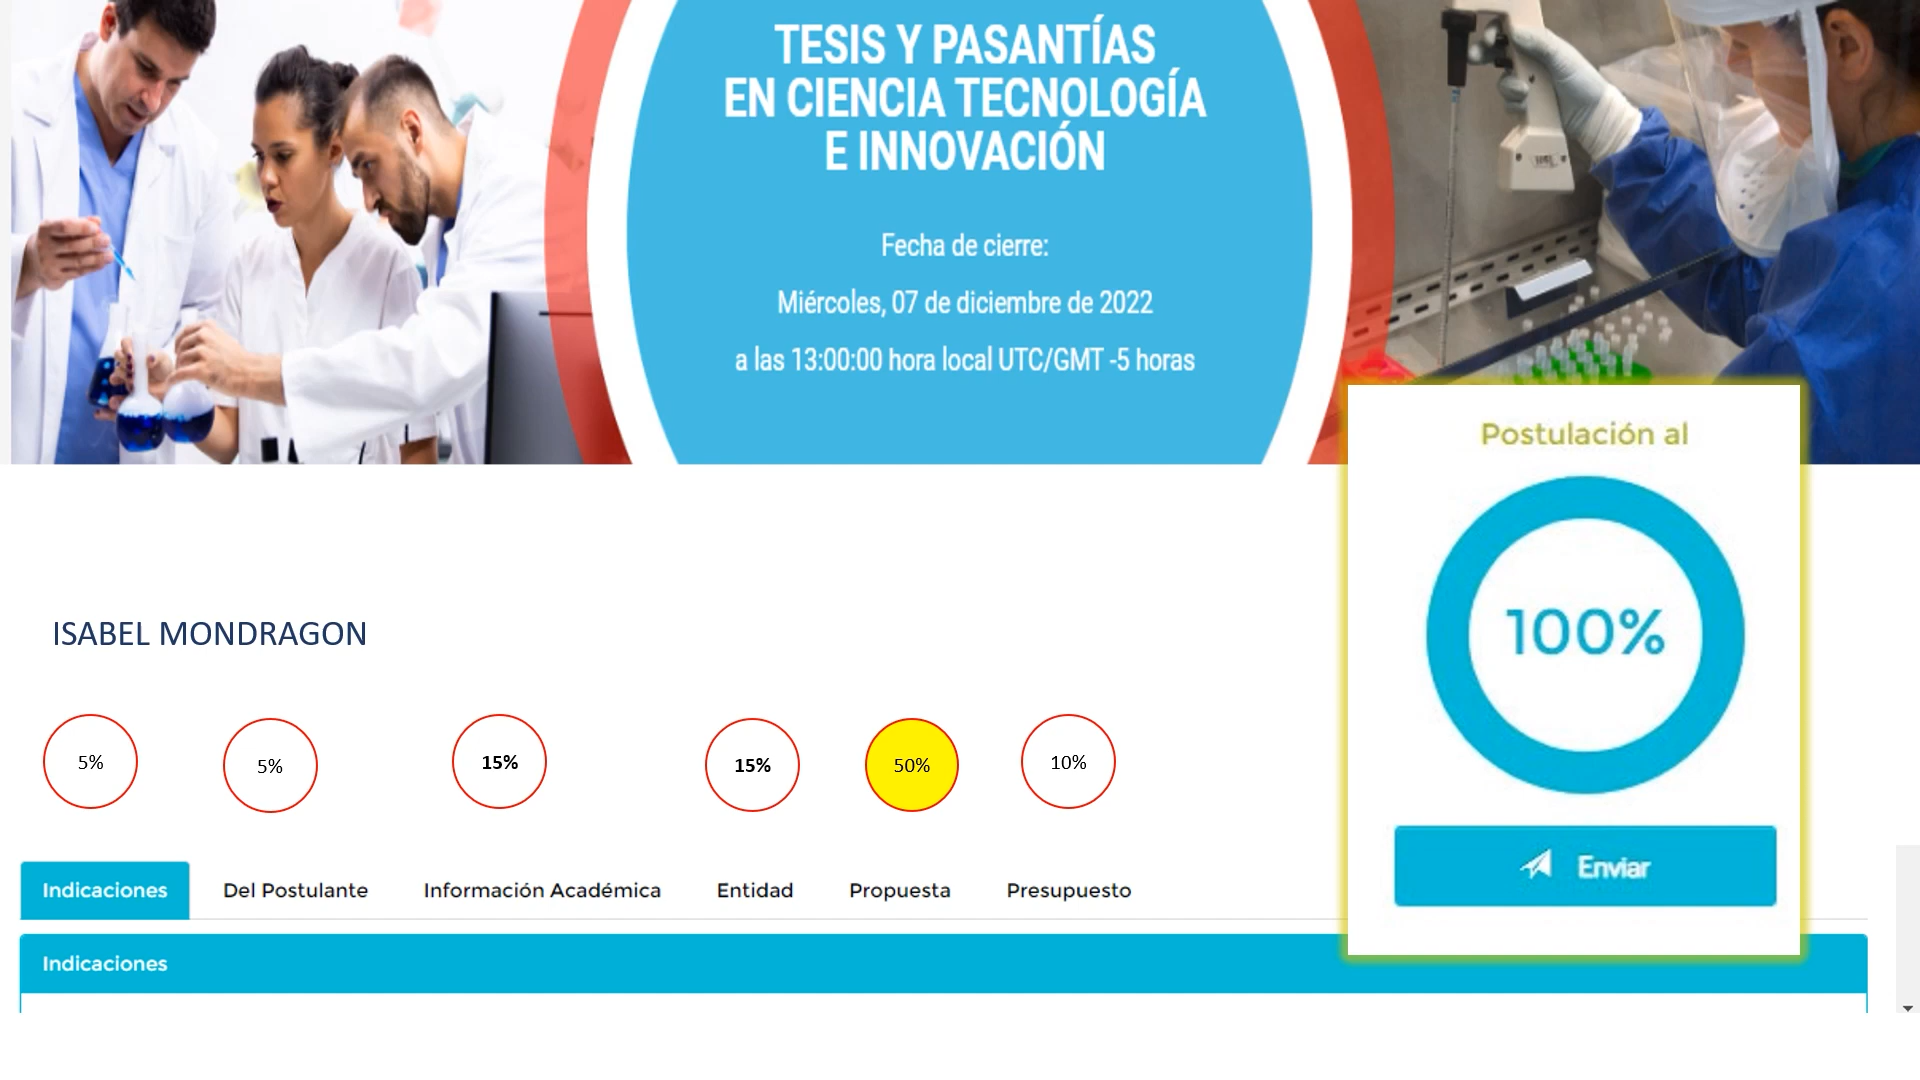 TESIS Y PASANTÍAS
EN CIENCIA TECNOLOGÍA
E INNOVACIÓN
Fecha de cierre:
Miércoles, 07 de diciembre de 2022
a las 13:00:00 hora local UTC/GMT -5 horas
Postulación al
100%
Enviar
ISABEL MONDRAGON
5%
5%
15%
15%
50%
10%
Indicaciones
Del Postulante
Información Académica
Entidad
Propuesta
Presupuesto
Indicaciones